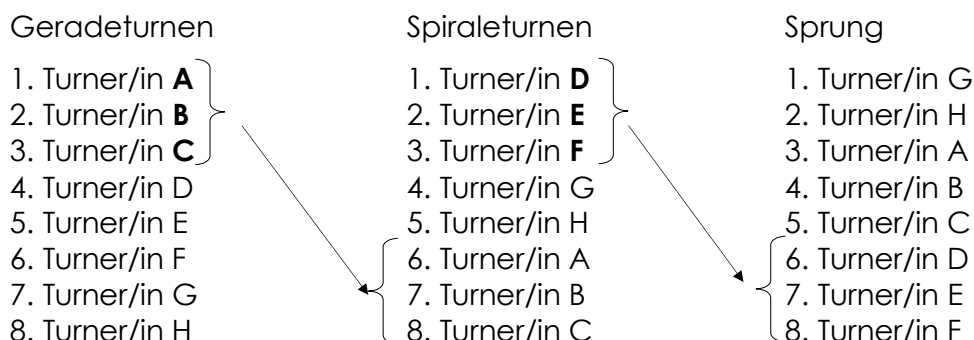 Geradeturnen
1. Turner/in A
2. Turner/in B
3. Turner/in C
4. Turner/in D
5. Turner/in E
6. Turner/in F
7. Turner/in G
8. Turner/in H
Spiraleturnen
1. Turner/in D
2. Turner/in E
3. Turner/in F
4. Turner/in G
5. Turner/in H
6. Turner/in A
7. Turner/in B
8. Turner/in C
Sprung
1. Turner/in G
2. Turner/in H
3. Turner/in A
4. Turner/in B
5. Turner/in C
6. Turner/in D
7. Turner/in E
8. Turner/in F